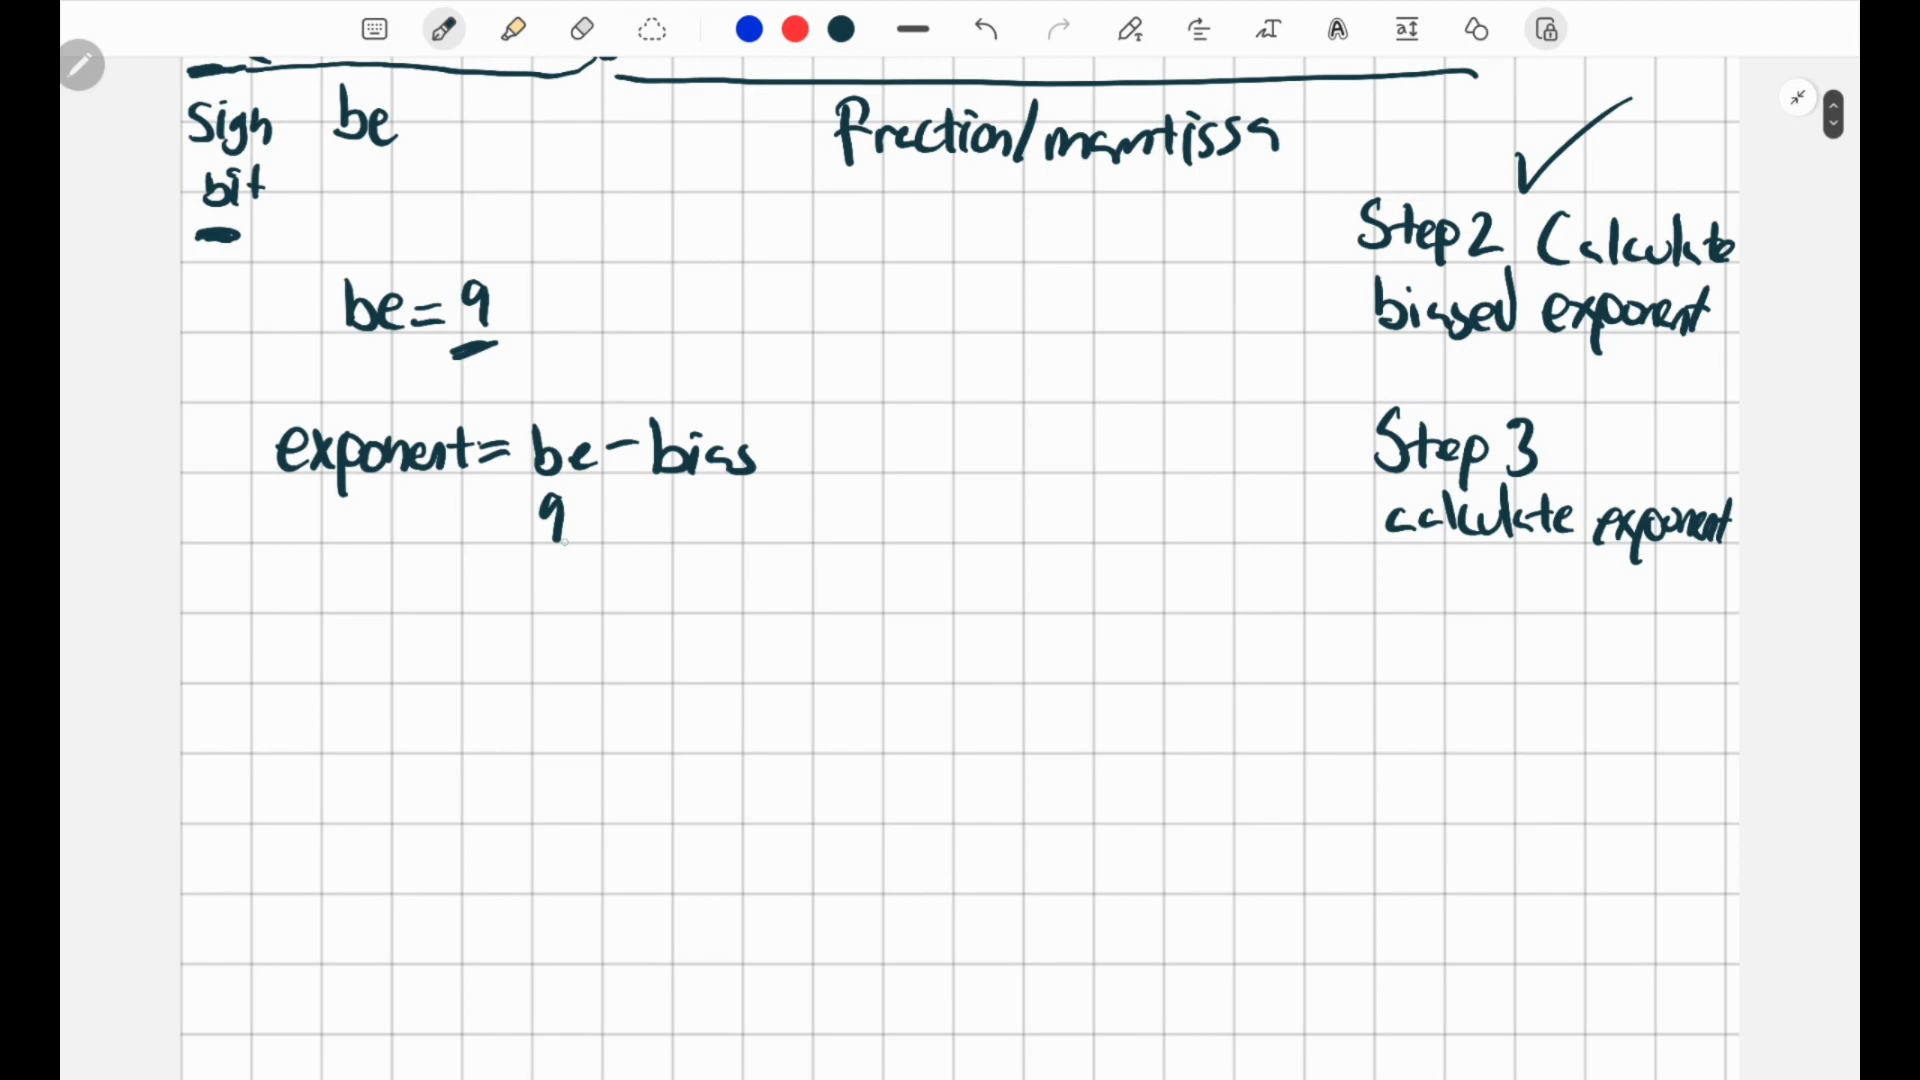 Sign be fraction/mantissa
bit
Step 2 Calculate
biased exponent
be = 9
exponent = be - bias
9
Step 3
calculate exponent